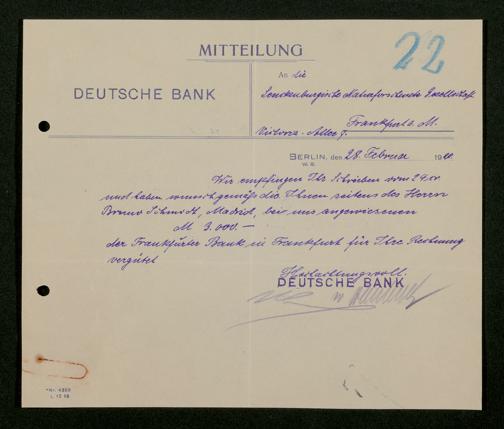 MITTEILUNG
22
DEUTSCHE BANK
An die
Senckenburgische Naturforschende Gesellschaft
Frankfurt a. M.
Viktoria-Allee 7.
BERLIN, den 28. Februar 19
W. 8.
Wir empfingen Ihr Schreiben vom
und haben wunschgemäß die Ihnen seitens des Herrn
Bruno Schmidt, Madrid, bei uns angewiesenen
M 3.000.—
der Frankfurter Bank in Frankfurt für Ihre Rechnung
vergütet
Hochachtungsvoll.
DEUTSCHE BANK